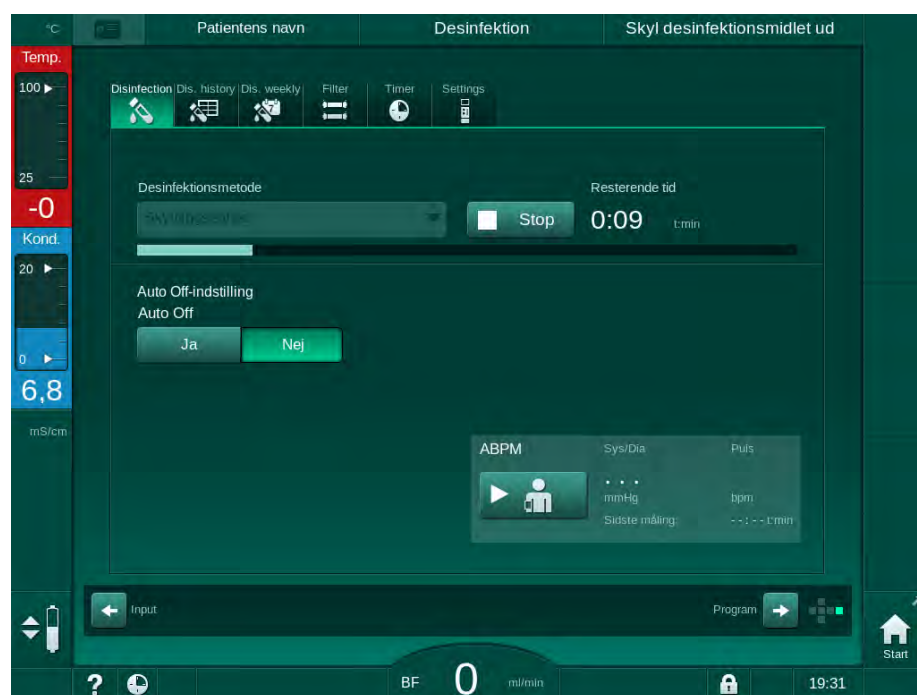 °C
Patientens navn
Desinfektion
Skyl desinfektionsmidlet ud
Temp.
100
25
-0
Kond.
20
0
6,8
mS/cm
Disinfection Dis. history Dis. weekly Filter Timer Settings
Desinfektionsmetode
Resterende tid
Stop
0:09 t:min
Auto Off-indstilling
Auto Off
Ja Nej
ABPM Sys/Dia Puls
. . .
mmHg bpm
Sidste måling: --:-- t:min
Input
Program
Start
? BF 0 ml/min 19:31